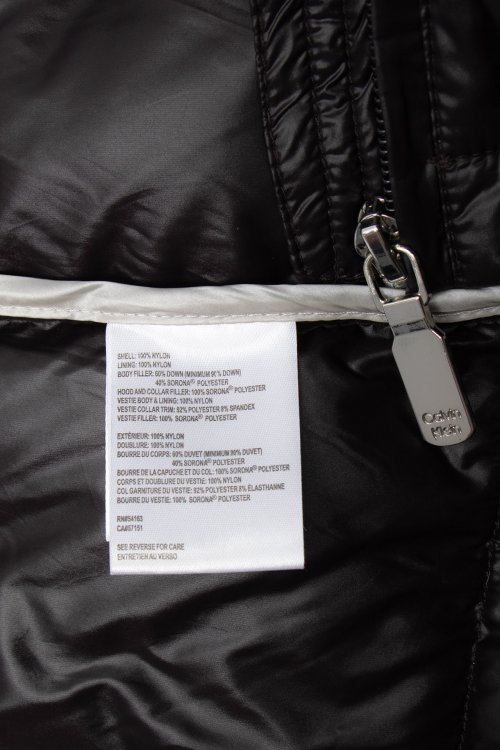 SHELL: 100% NYLON
LINING: 100% NYLON
BODY FILLER: 60% DOWN (MINIMUM 90% DOWN)
40% SORONA® POLYESTER
HOOD AND COLLAR FILLER: 100% SORONA® POLYESTER
VESTIE BODY & LINING: 100% NYLON
VESTIE COLLAR TRIM: 92% POLYESTER 8% SPANDEX
VESTIE FILLER: 100% SORONA® POLYESTER
EXTÉRIEUR: 100% NYLON
DOUBLURE: 100% NYLON
BOURRE DU CORPS: 60% DUVET (MINIMUM 90% DUVET)
40% SORONA® POLYESTER
BOURRE DE LA CAPUCHE ET DU COL: 100% SORONA® POLYESTER
CORPS ET DOUBLURE DU VESTIE: 100% NYLON
COL GARNITURE DU VESTIE: 92% POLYESTER 8% ÉLASTHANNE
BOURRE DU VESTIE: 100% SORONA® POLYESTER
RN#54163
CA#57151
SEE REVERSE FOR CARE
ENTRETIEN AU VERSO
Calvin
Klein